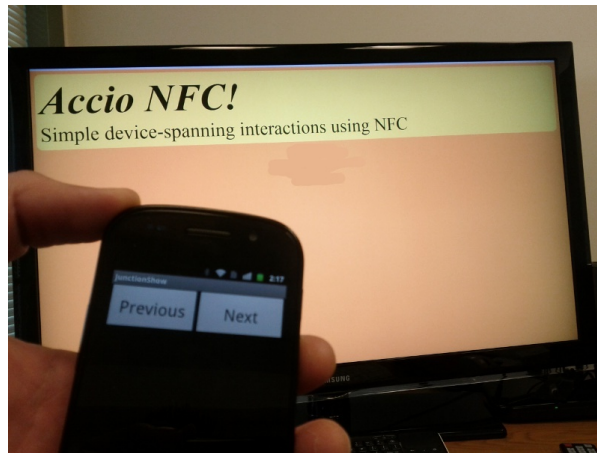 Accio NFC!
Simple device-spanning interactions using NFC
2:17
JunctionShow
Previous
Next
SAMSUNG